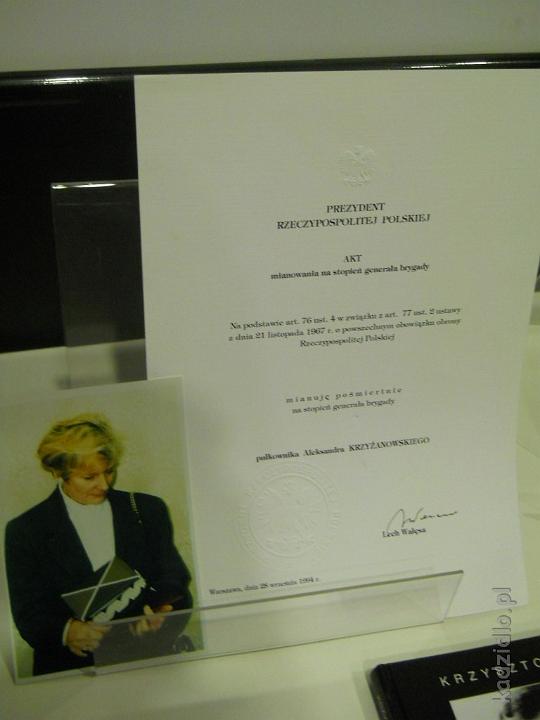 PREZYDENT
RZECZYPOSPOLITEJ POLSKIEJ
AKT
mianowania na stopień generała brygady
Na podstawie art. 76 ust. 4 w związku z art. 77 ust. 2 ustawy
z dnia 21 listopada 1967 r. o powszechnym obowiązku obrony
Rzeczypospolitej Polskiej
mianuję pośmiertnie
na stopień generała brygady
pułkownika Aleksandra KRZYŻANOWSKIEGO
Lech Wałęsa
Warszawa, dnia 28 września 1994 r.
KRZYSZTO
kadzidlo.pl